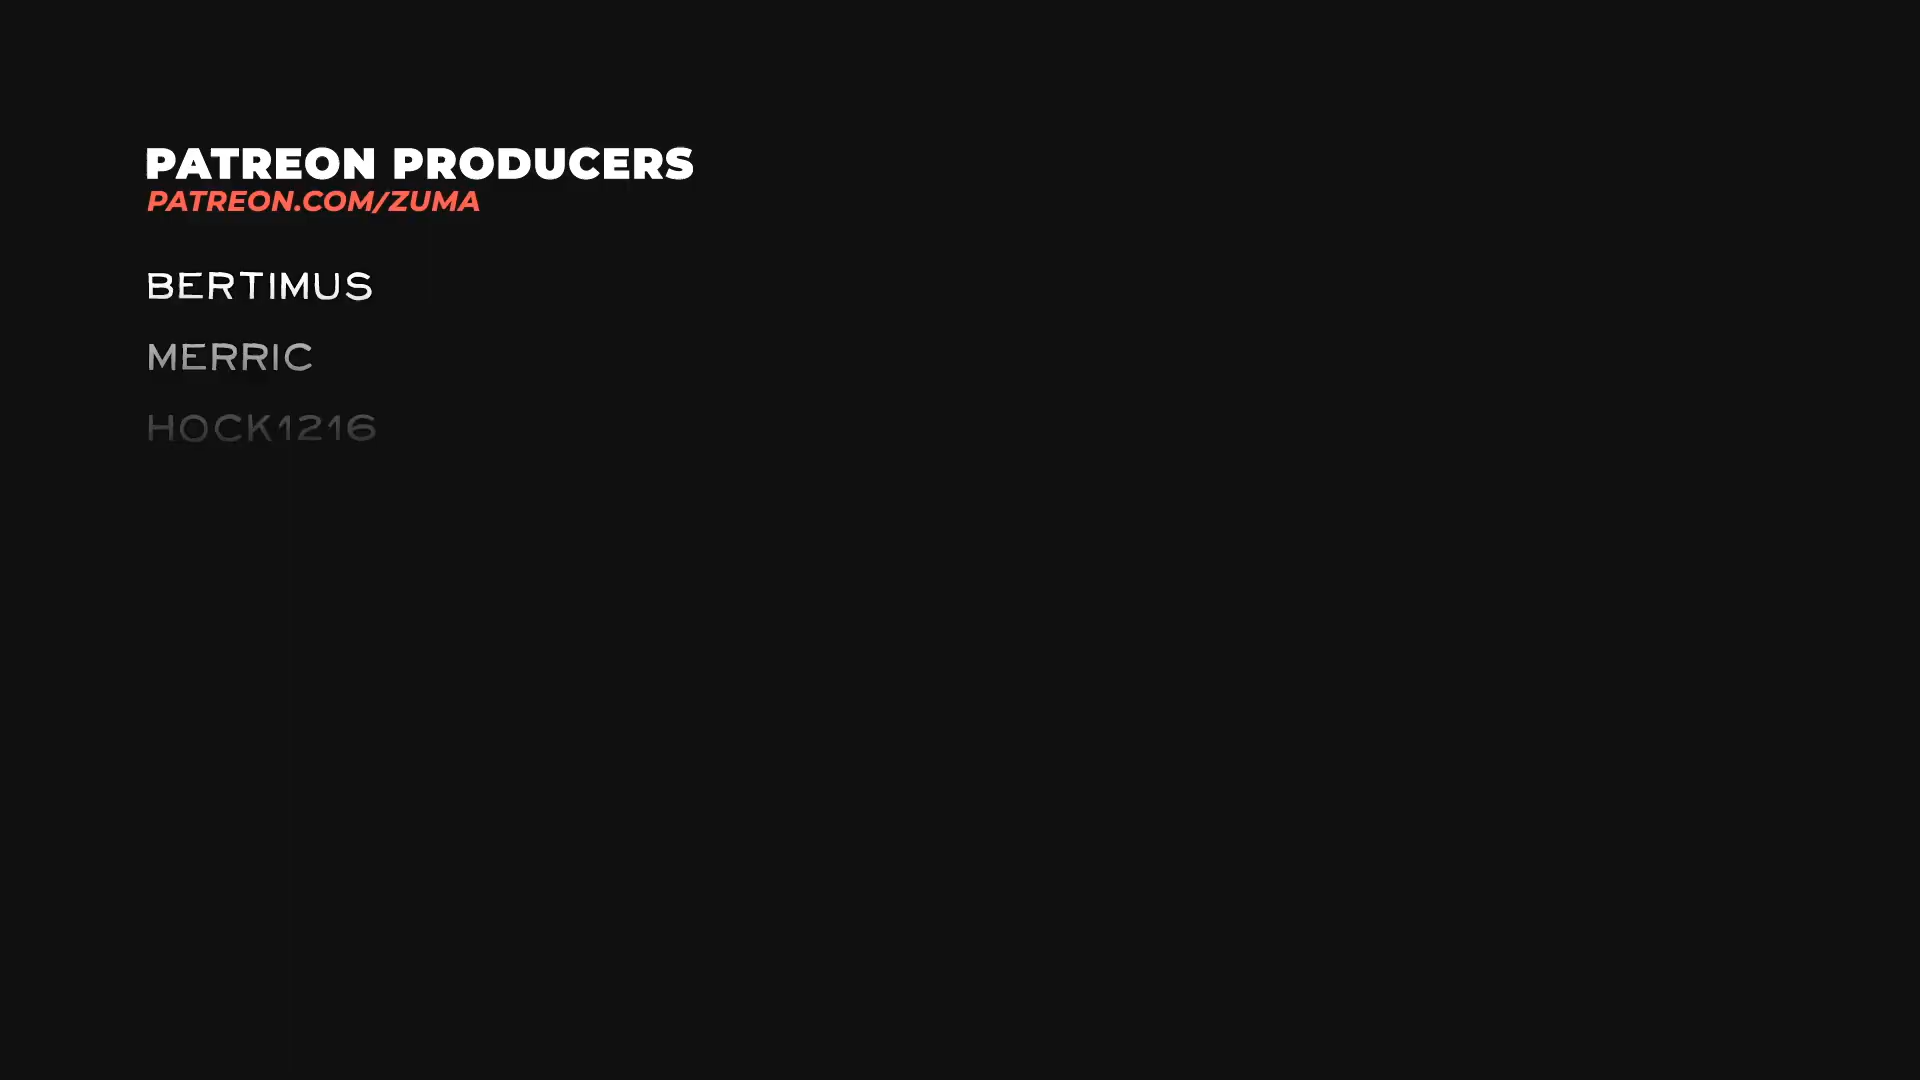 PATREON PRODUCERS
PATREON.COM/ZUMA
BERTIMUS
MERRIC
HOCK1216